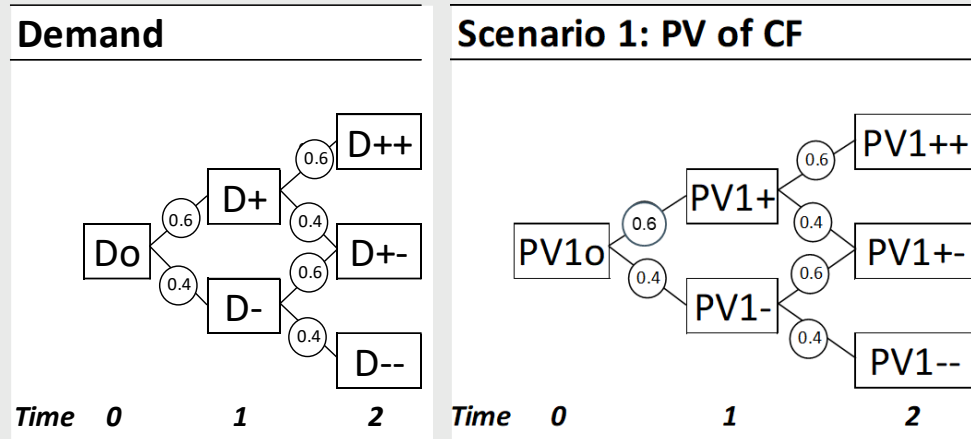 Demand
D++
0.6
D+
0.6
0.4
Do
D+-
0.4
0.6
D-
0.4
D--
Time 0 1 2
Scenario 1: PV of CF
PV1++
0.6
PV1+
0.6
0.4
PV1o
PV1+-
0.4
0.6
PV1-
0.4
PV1--
Time 0 1 2